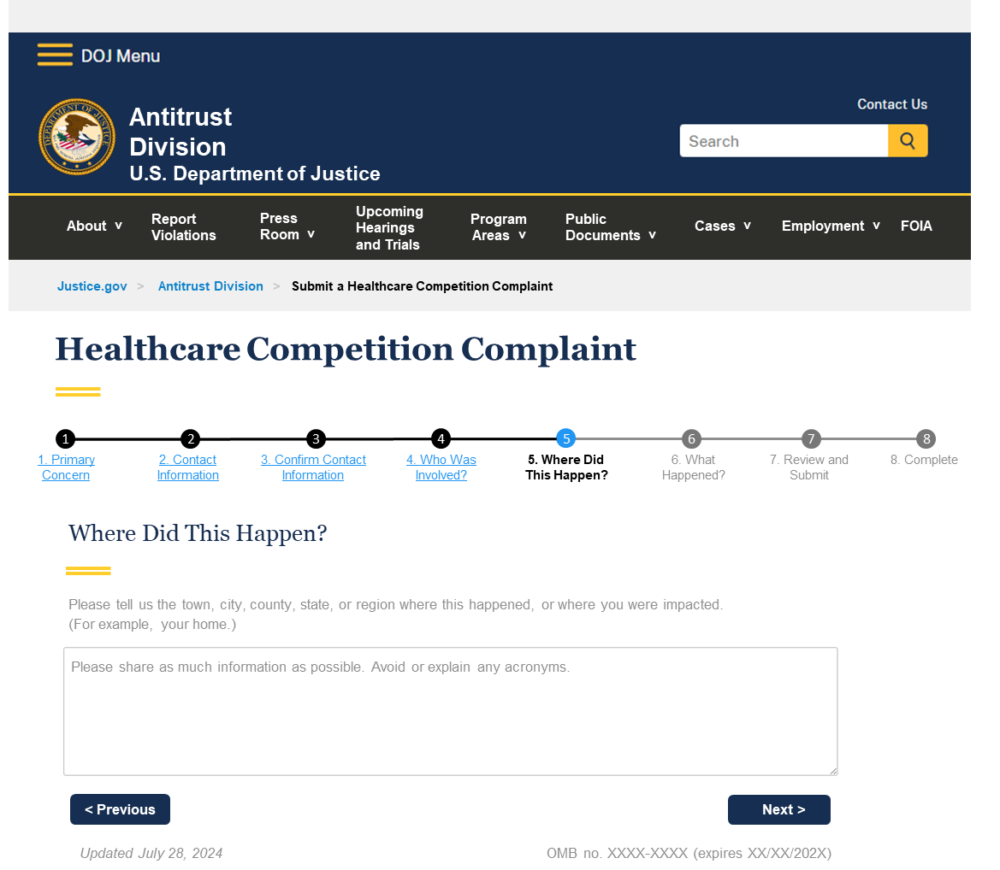 DOJ Menu
Contact Us
Antitrust
Division
U.S. Department of Justice
Search
About v
Report
Violations
Press
Room v
Upcoming
Hearings
and Trials
Program
Areas v
Public
Documents v
Cases v
Employment v
FOIA
Justice.gov > Antitrust Division > Submit a Healthcare Competition Complaint
Healthcare Competition Complaint
1 2 3 4 5 6 7 8
1. Primary
Concern
2. Contact
Information
3. Confirm Contact
Information
4. Who Was
Involved?
5. Where Did
This Happen?
6. What
Happened?
7. Review and
Submit
8. Complete
Where Did This Happen?
Please tell us the town, city, county, state, or region where this happened, or where you were impacted.
(For example, your home.)
Please share as much information as possible. Avoid or explain any acronyms.
< Previous
Next >
Updated July 28, 2024
OMB no. XXXX-XXXX (expires XX/XX/202X)